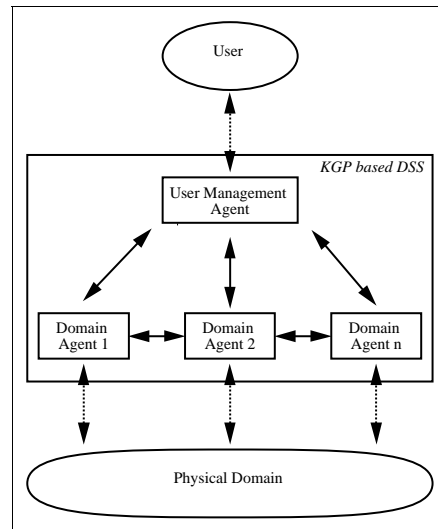 User
KGP based DSS
User Management
Agent
Domain
Agent 1
Domain
Agent 2
Domain
Agent n
Physical Domain